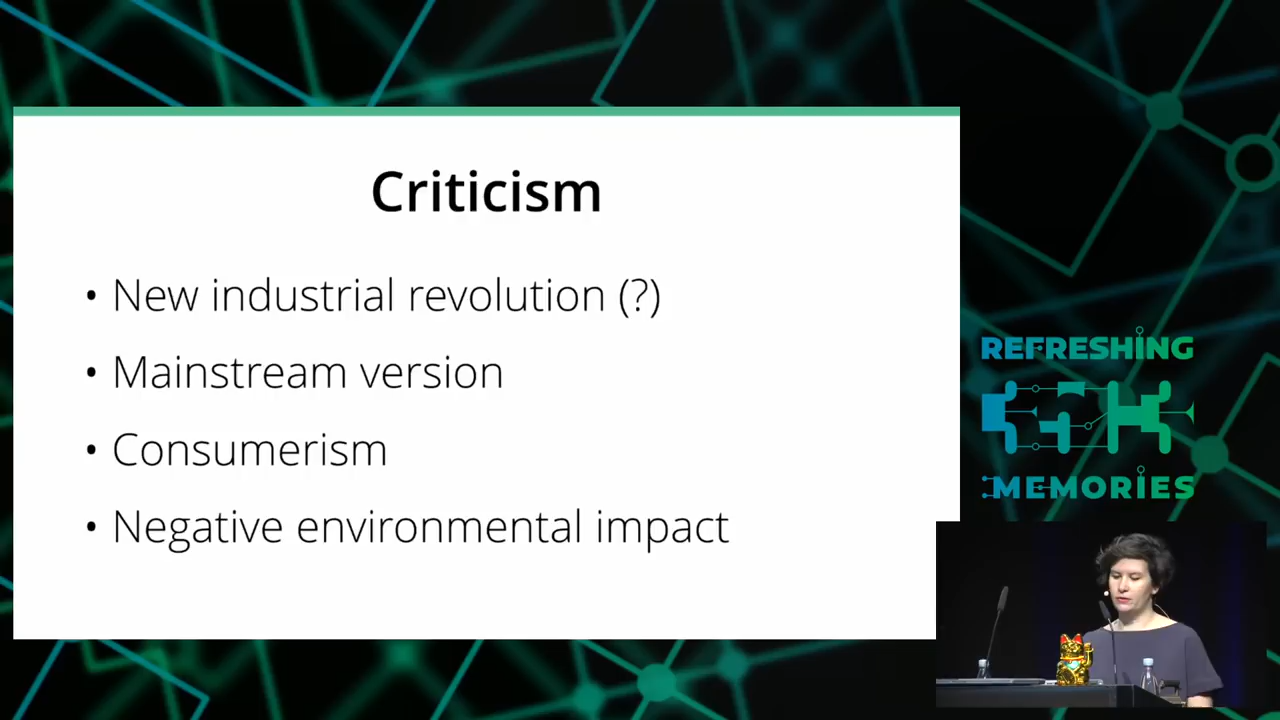 Criticism
• New industrial revolution (?)
• Mainstream version
• Consumerism
• Negative environmental impact
REFRESHING
MEMORIES